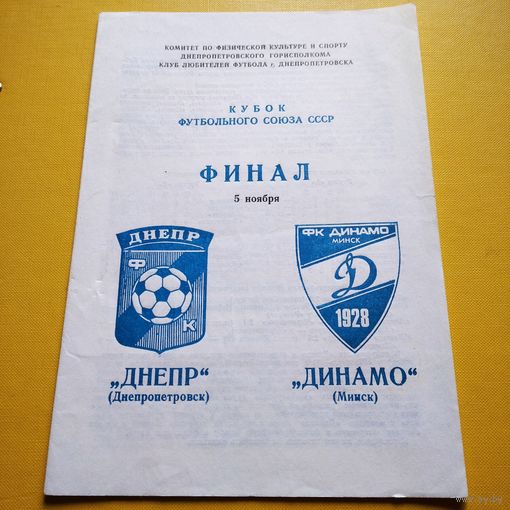 КОМИТЕТ ПО ФИЗИЧЕСКОЙ КУЛЬТУРЕ И СПОРТУ
ДНЕПРОПЕТРОВСКОГО ГОРИСПОЛКОМА
КЛУБ ЛЮБИТЕЛЕЙ ФУТБОЛА г. ДНЕПРОПЕТРОВСКА
КУБОК
ФУТБОЛЬНОГО СОЮЗА СССР
ФИНАЛ
5 ноября
ДНЕПР
Ф
К
ФК ДИНАМО
МИНСК
Д
1928
„ДНЕПР“
(Днепропетровск)
„ДИНАМО“
(Минск)